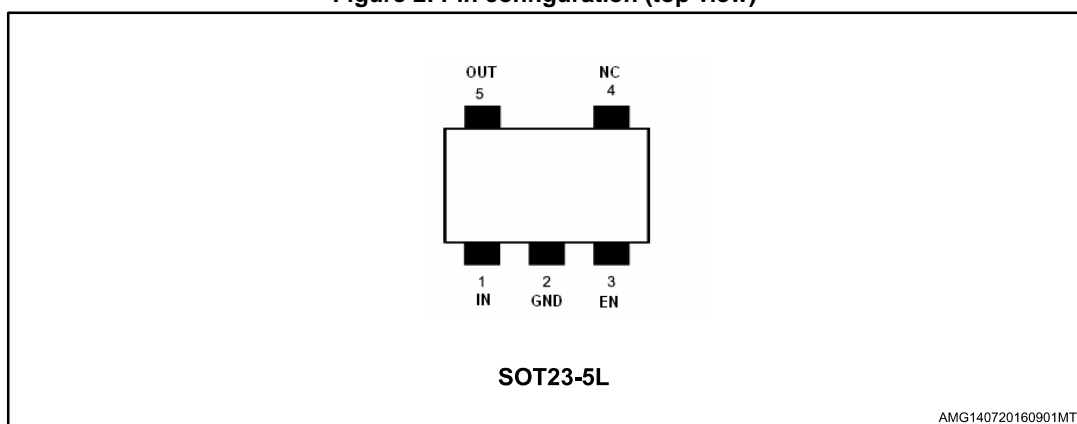 Figure 2. Pin configuration (top view)
OUT NC
5 4
1 2 3
IN GND EN
SOT23-5L
AMG140720160901MT